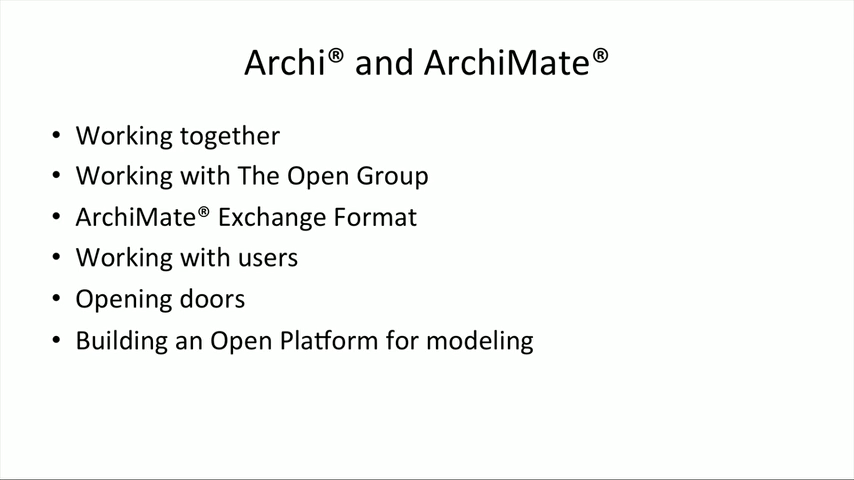 Archi® and ArchiMate®
• Working together
• Working with The Open Group
• ArchiMate® Exchange Format
• Working with users
• Opening doors
• Building an Open Platform for modeling